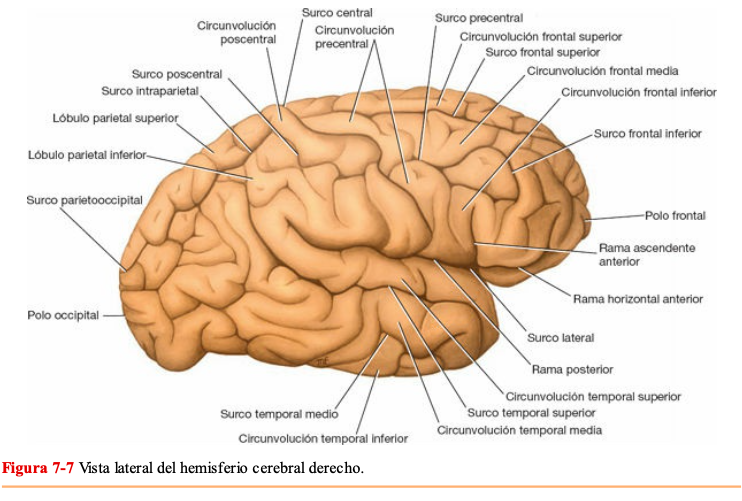 Surco central
Circunvolución
poscentral
Circunvolución
precentral
Surco precentral
Circunvolución frontal superior
Surco frontal superior
Circunvolución frontal media
Circunvolución frontal inferior
Surco poscentral
Surco intraparietal
Lóbulo parietal superior
Surco frontal inferior
Lóbulo parietal inferior
Surco parietooccipital
Polo frontal
Rama ascendente
anterior
Rama horizontal anterior
Polo occipital
Surco lateral
Rama posterior
Circunvolución temporal superior
Surco temporal medio
Surco temporal superior
Circunvolución temporal media
Circunvolución temporal inferior
Figura 7-7 Vista lateral del hemisferio cerebral derecho.